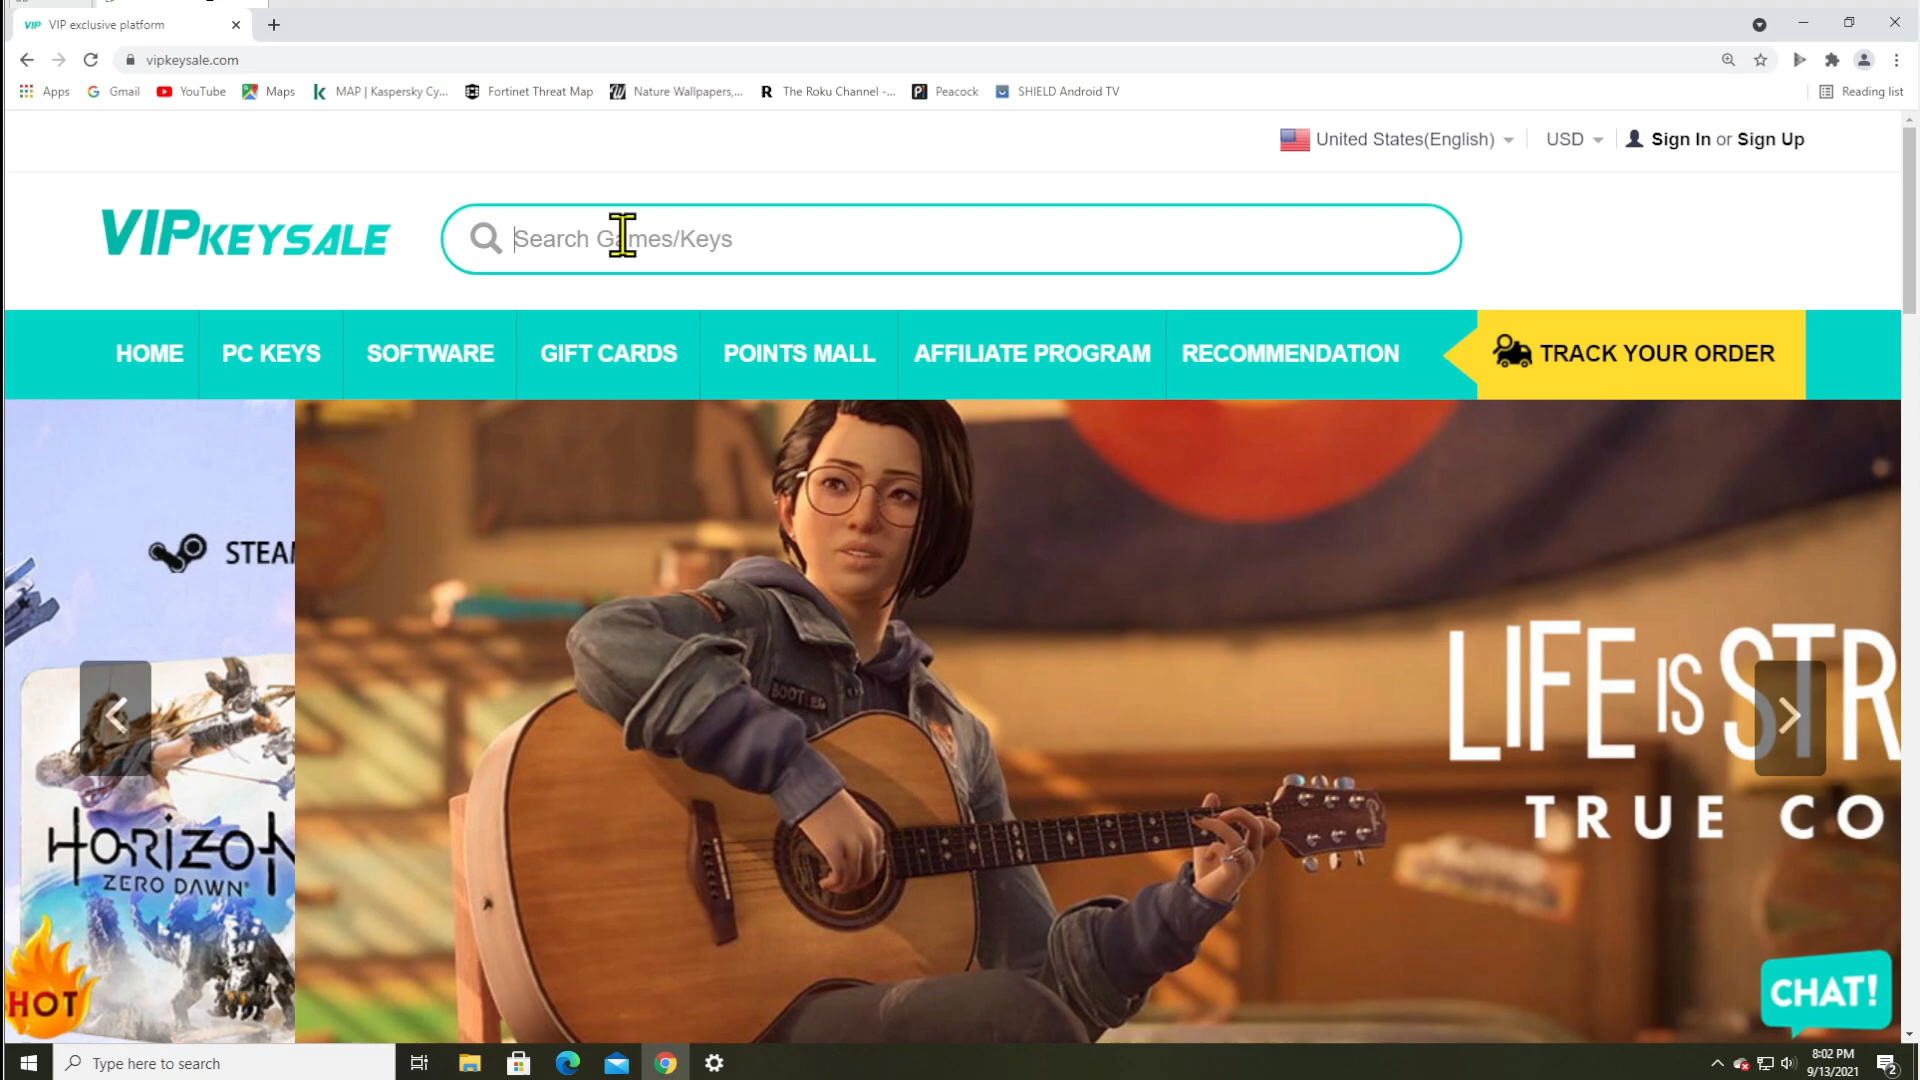 VIP VIP exclusive platform
vipkeysale.com
Apps Gmail YouTube Maps MAP | Kaspersky Cy... Fortinet Threat Map Nature Wallpapers,... The Roku Channel -... Peacock SHIELD Android TV Reading list
United States(English) USD Sign In or Sign Up
VIPKEYSALE
Search Games/Keys
HOME PC KEYS SOFTWARE GIFT CARDS POINTS MALL AFFILIATE PROGRAM RECOMMENDATION TRACK YOUR ORDER
STEA
BOOTLEG
LIFE IS STR
TRUE CO
HORIZON
ZERO DAWN
HOT
CHAT!
Type here to search
8:02 PM
9/13/2021
2